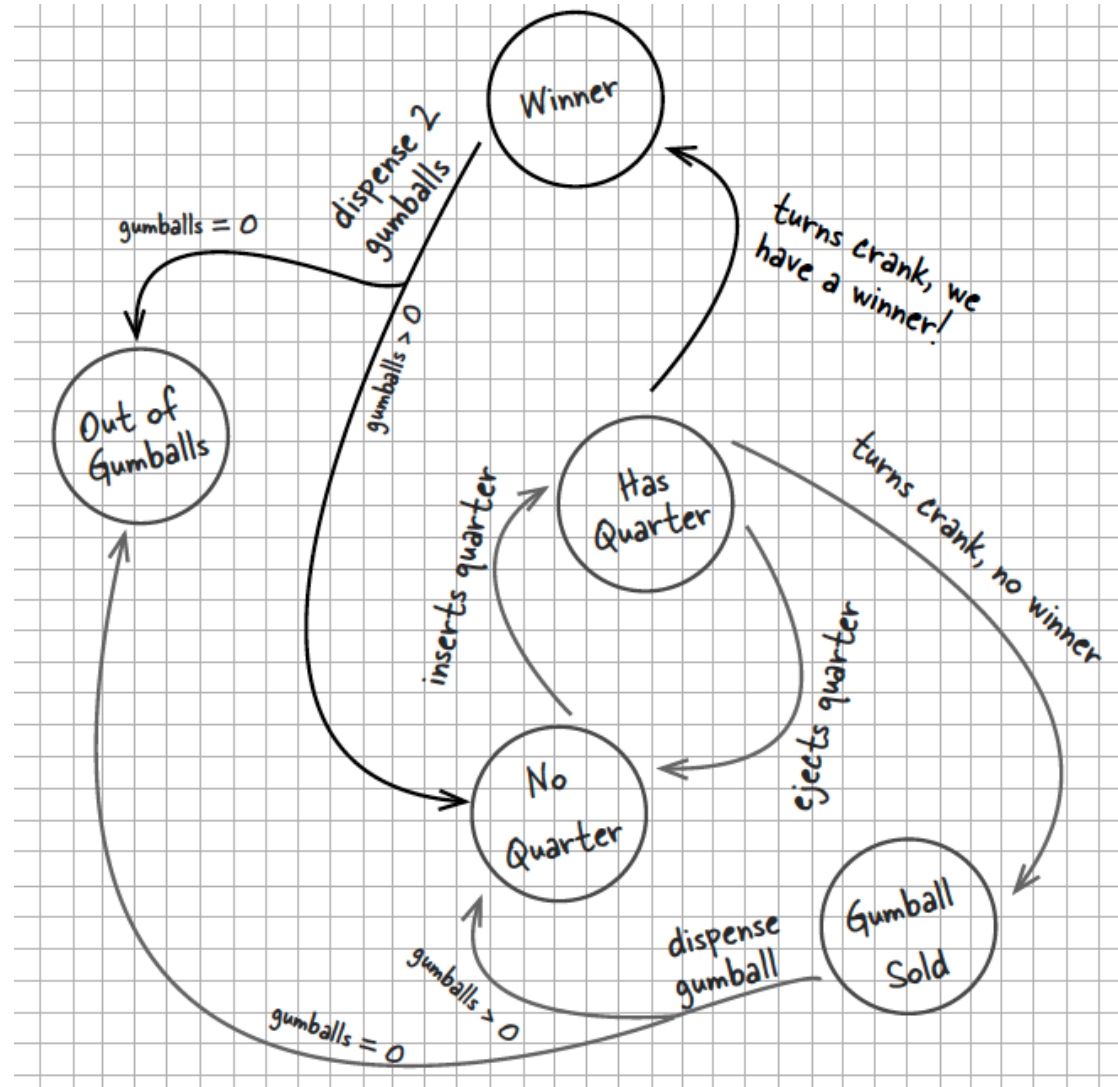 Winner
dispense 2
gumballs
gumballs = 0
turns crank, we
have a winner!
gumballs > 0
Out of
Gumballs
Has
Quarter
inserts quarter
turns crank, no winner
ejects quarter
No
Quarter
Gumball
Sold
dispense
gumball
gumballs > 0
gumballs = 0